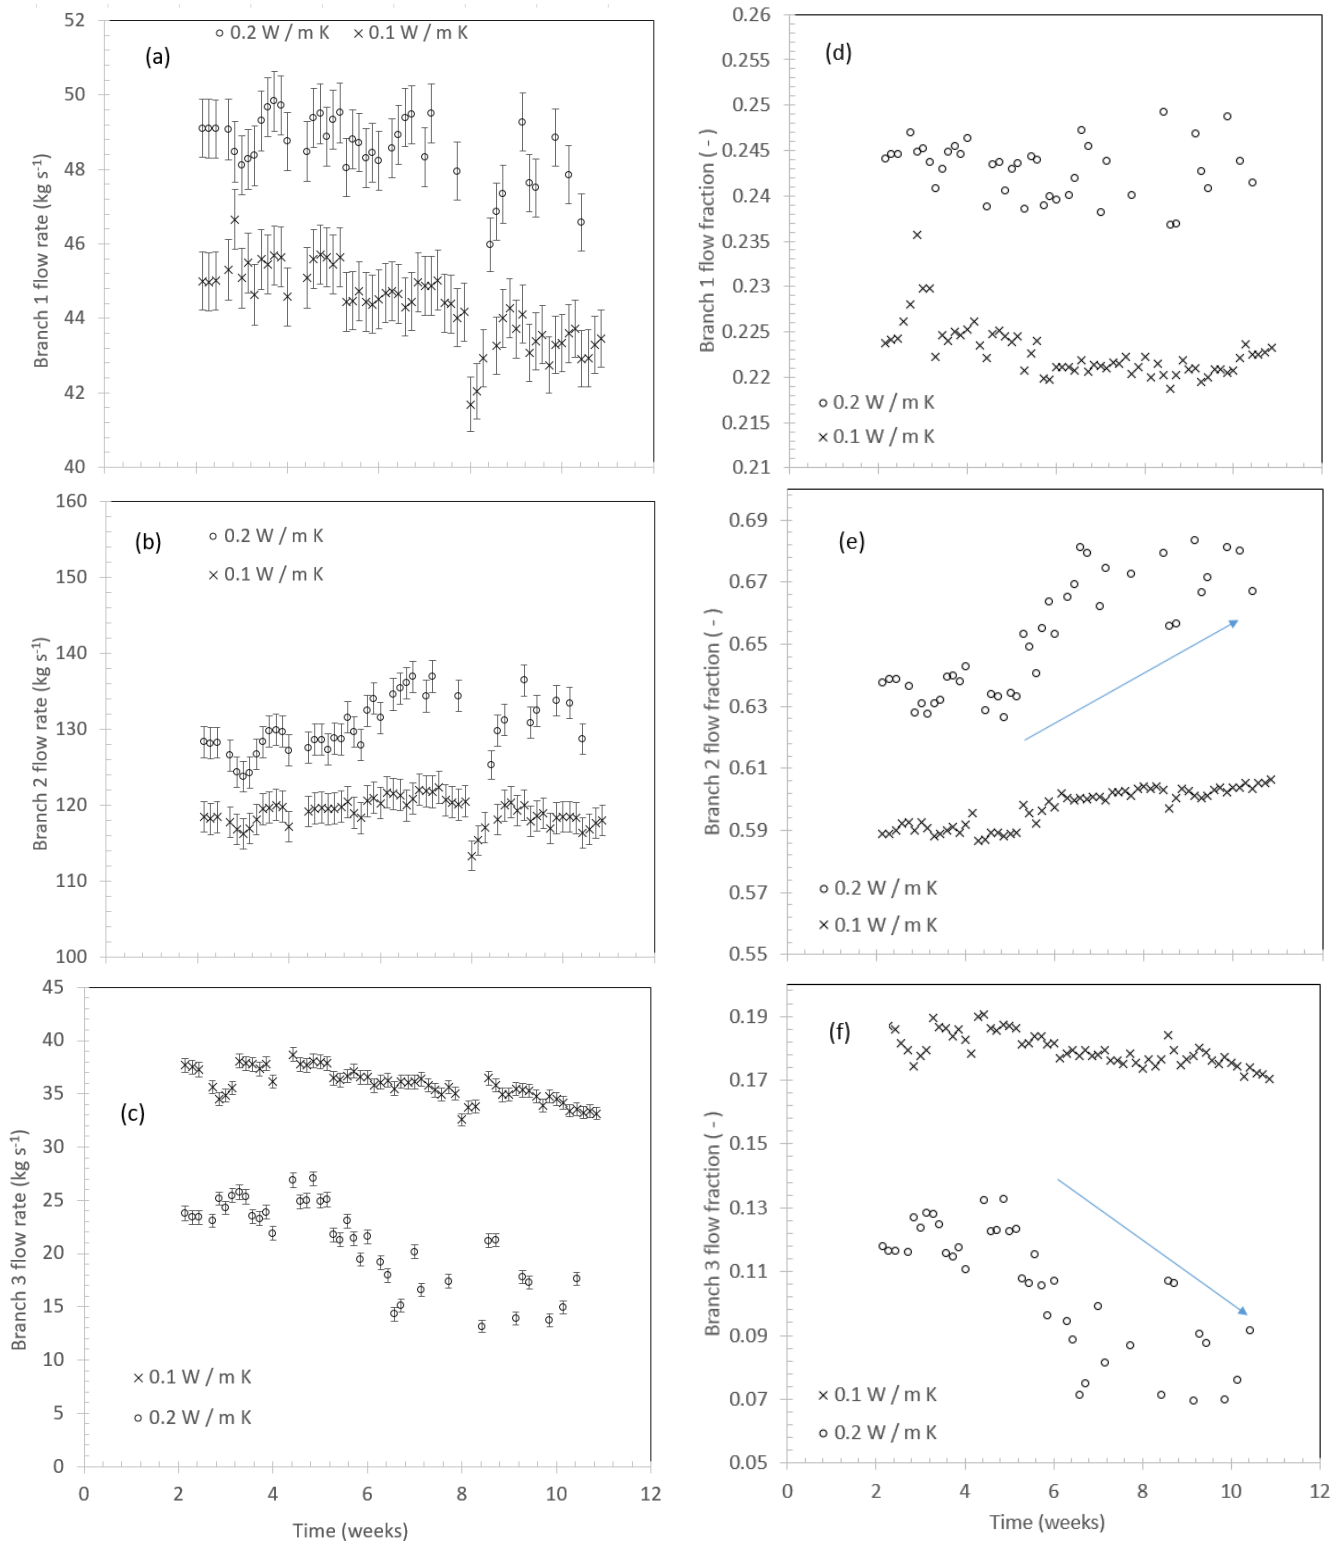 52
50
48
46
44
42
40
Branch 1 flow rate (kg s⁻¹)
(a)
○ 0.2 W / m K × 0.1 W / m K
0.26
0.255
0.25
0.245
0.24
0.235
0.23
0.225
0.22
0.215
0.21
Branch 1 flow fraction ( - )
(d)
○ 0.2 W / m K
× 0.1 W / m K
160
150
140
130
120
110
100
Branch 2 flow rate (kg s⁻¹)
(b)
○ 0.2 W / m K
× 0.1 W / m K
0.69
0.67
0.65
0.63
0.61
0.59
0.57
0.55
Branch 2 flow fraction ( - )
(e)
○ 0.2 W / m K
× 0.1 W / m K
45
40
35
30
25
20
15
10
5
0
Branch 3 flow rate (kg s⁻¹)
(c)
× 0.1 W / m K
○ 0.2 W / m K
0 2 4 6 8 10 12
Time (weeks)
0.19
0.17
0.15
0.13
0.11
0.09
0.07
0.05
Branch 3 flow fraction ( - )
(f)
× 0.1 W / m K
○ 0.2 W / m K
0 2 4 6 8 10 12
Time (weeks)